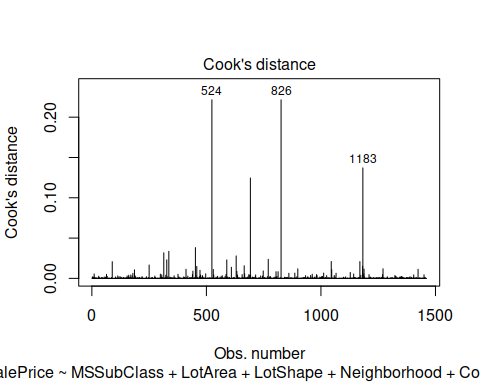 Cook's distance
524
826
1183
Cook's distance
0.00
0.10
0.20
0
500
1000
1500
Obs. number
alePrice ~ MSSubClass + LotArea + LotShape + Neighborhood + Co